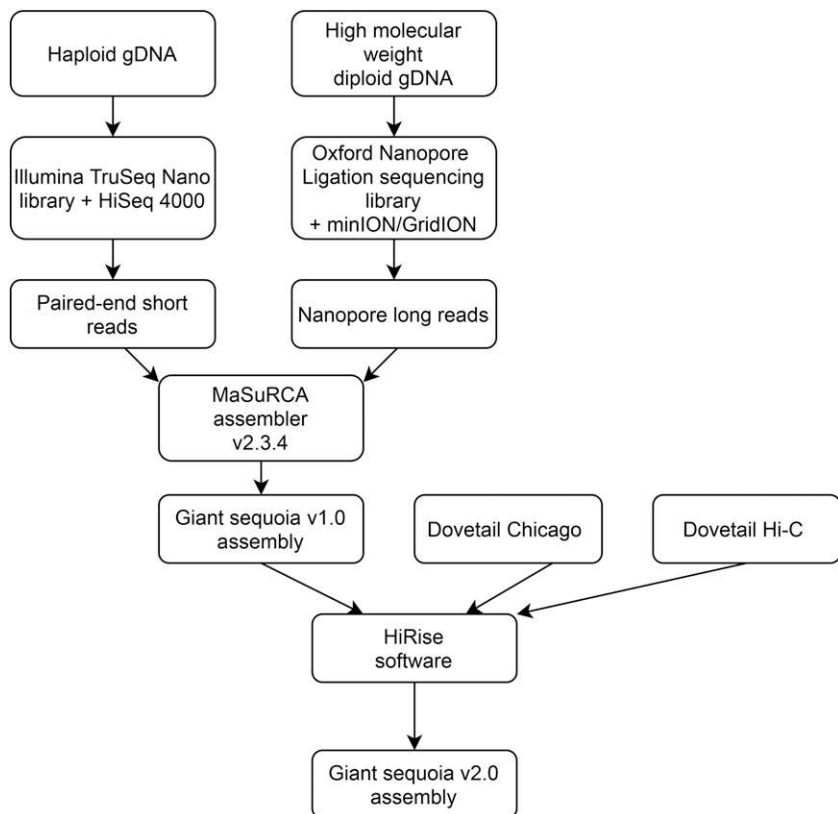 Haploid gDNA
High molecular
weight
diploid gDNA
Illumina TruSeq Nano
library + HiSeq 4000
Oxford Nanopore
Ligation sequencing
library
+ minION/GridION
Paired-end short
reads
Nanopore long reads
MaSuRCA
assembler
v2.3.4
Giant sequoia v1.0
assembly
Dovetail Chicago
Dovetail Hi-C
HiRise
software
Giant sequoia v2.0
assembly